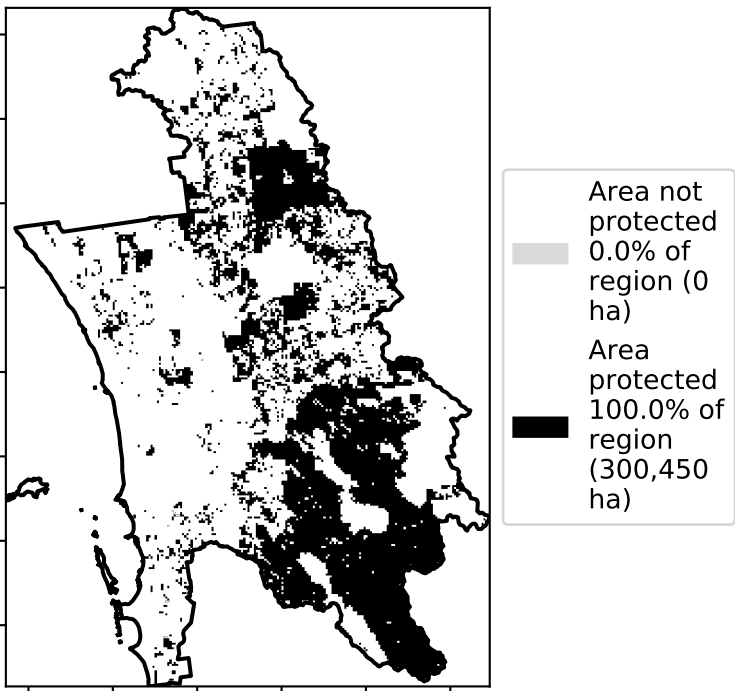 Area not
protected
0.0% of
region (0
ha)
Area
protected
100.0% of
region
(300,450
ha)